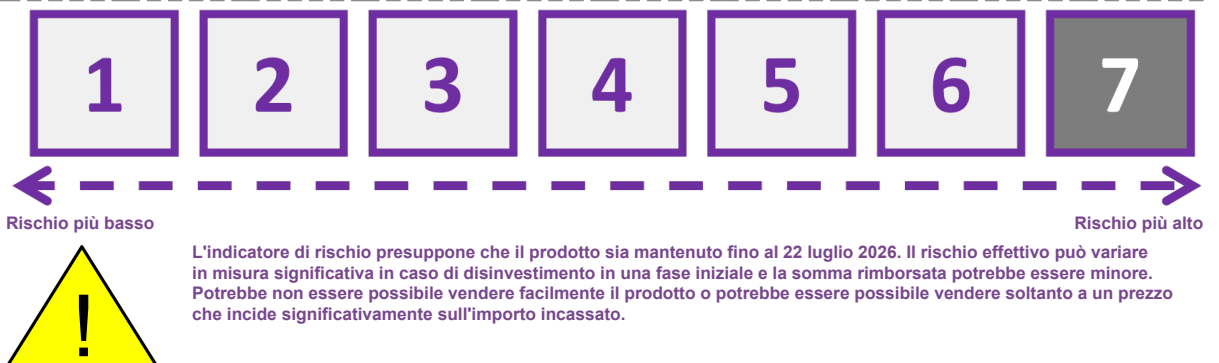 1 2 3 4 5 6 7
Rischio più basso Rischio più alto
L'indicatore di rischio presuppone che il prodotto sia mantenuto fino al 22 luglio 2026. Il rischio effettivo può variare
in misura significativa in caso di disinvestimento in una fase iniziale e la somma rimborsata potrebbe essere minore.
Potrebbe non essere possibile vendere facilmente il prodotto o potrebbe essere possibile vendere soltanto a un prezzo
che incide significativamente sull'importo incassato.
!